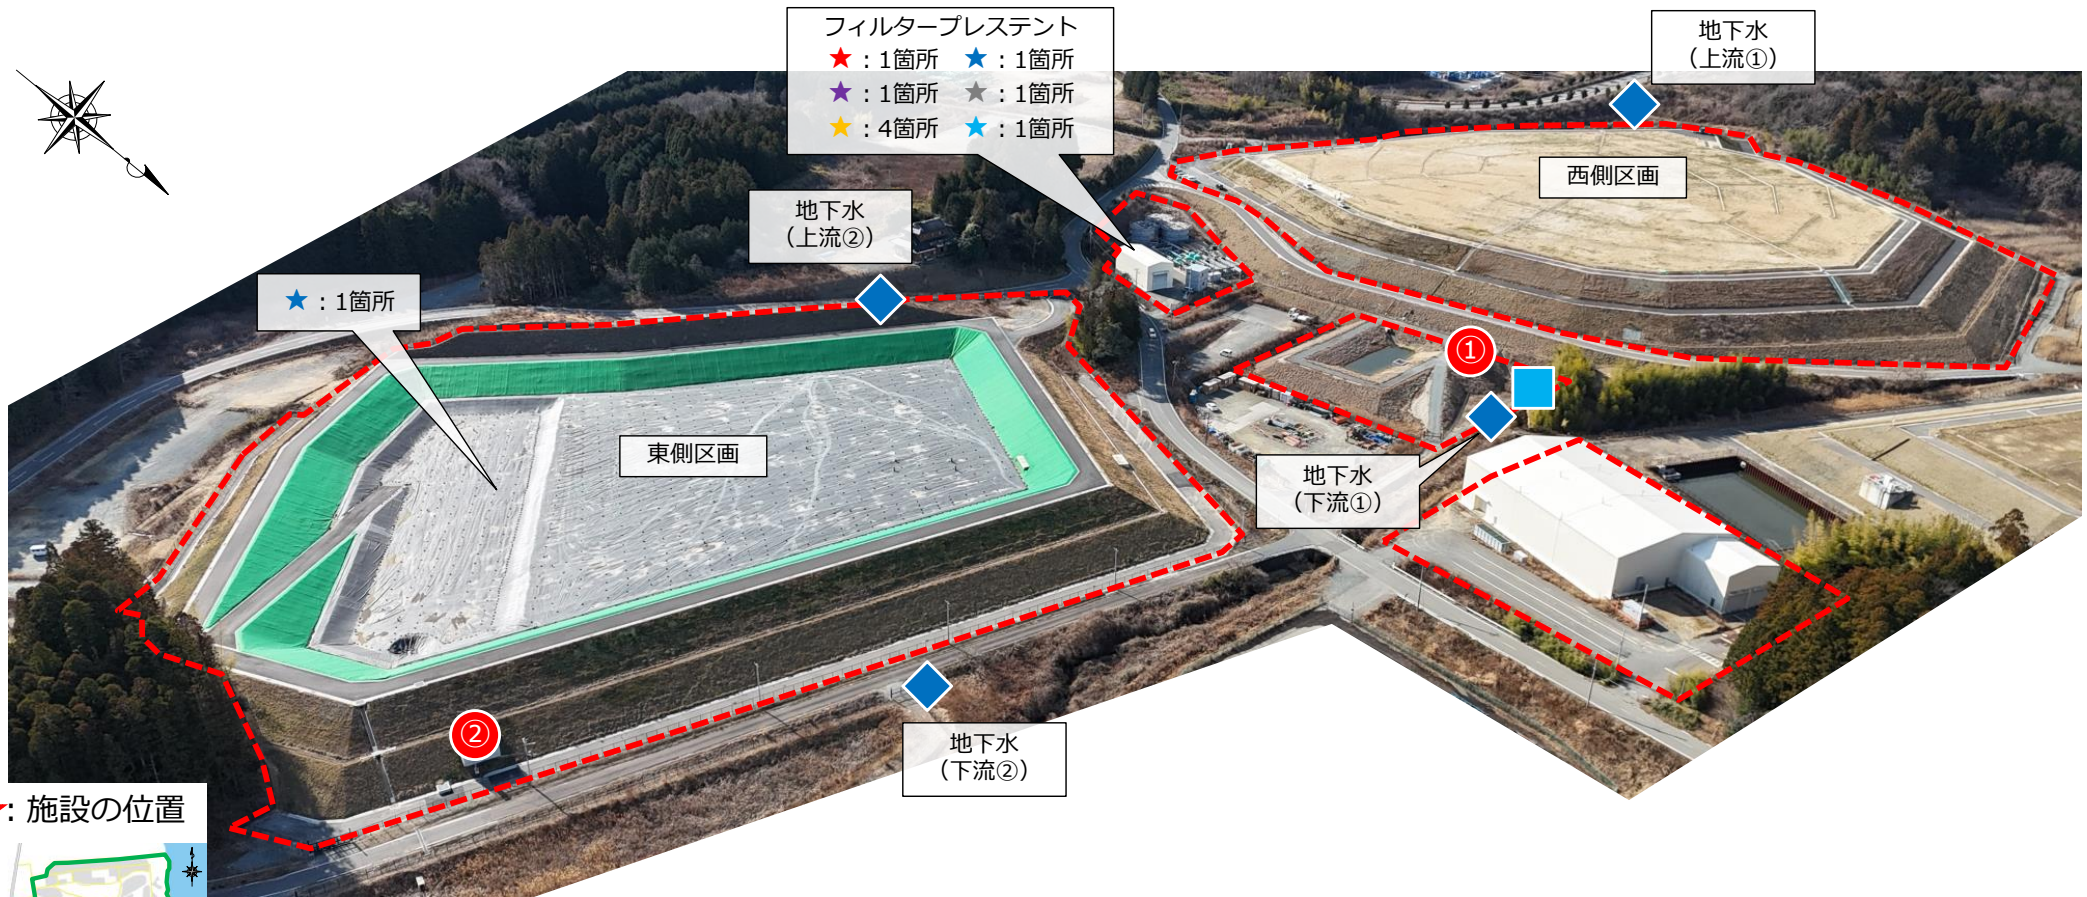 フィルタープレステント
★：1箇所 ★：1箇所
★：1箇所 ★：1箇所
★：4箇所 ★：1箇所
地下水
（上流①）
西側区画
地下水
（上流②）
★：1箇所
①
東側区画
地下水
（下流①）
②
地下水
（下流②）
：施設の位置